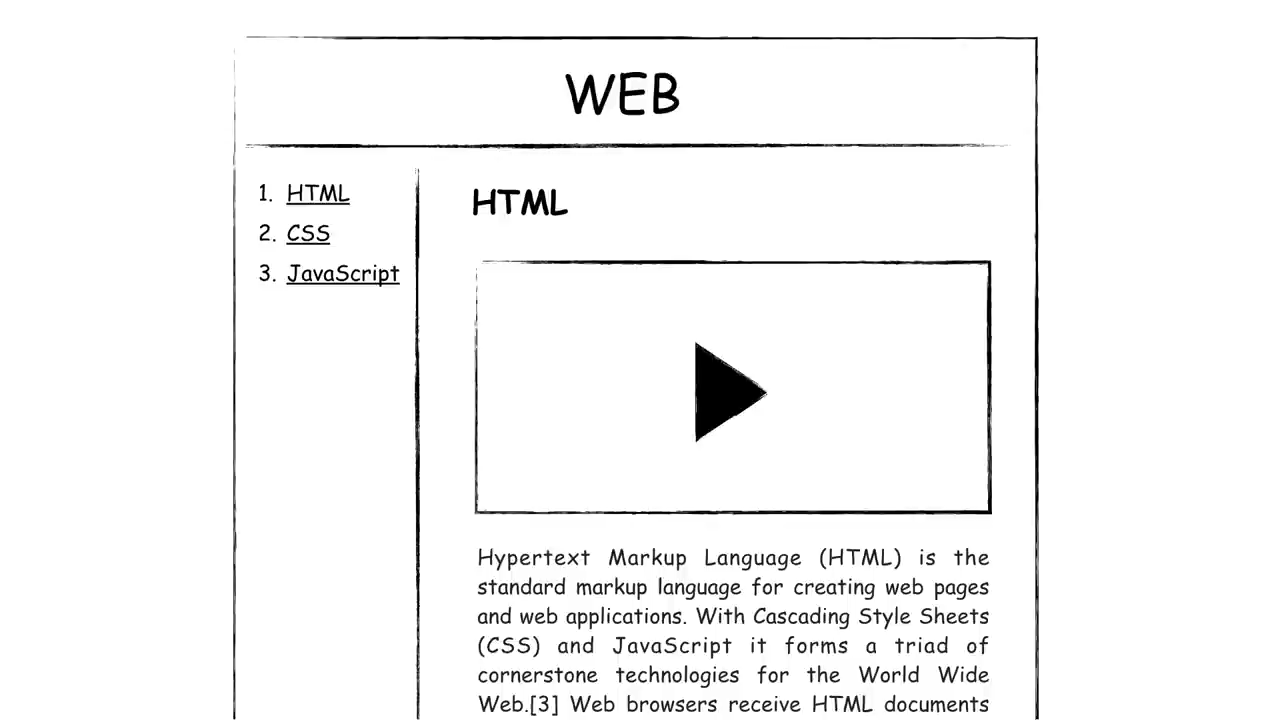 WEB
1. HTML
2. CSS
3. JavaScript
HTML
Hypertext Markup Language (HTML) is the
standard markup language for creating web pages
and web applications. With Cascading Style Sheets
(CSS) and JavaScript it forms a triad of
cornerstone technologies for the World Wide
Web.[3] Web browsers receive HTML documents